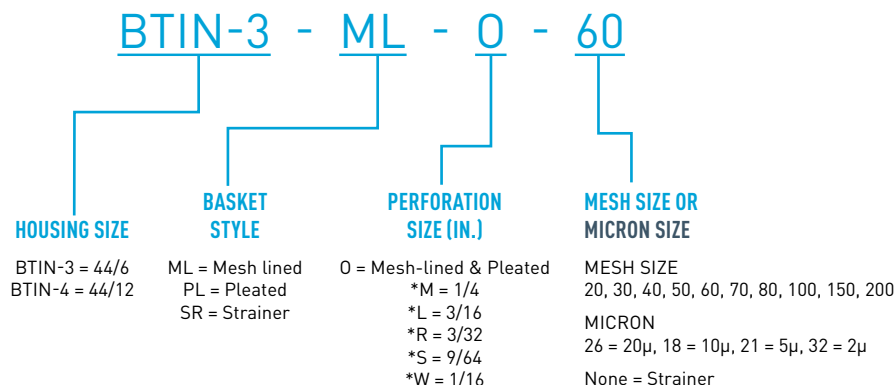 BTIN-3 - ML - O - 60
HOUSING SIZE
BTIN-3 = 44/6
BTIN-4 = 44/12
BASKET
STYLE
ML = Mesh lined
PL = Pleated
SR = Strainer
PERFORATION
SIZE (IN.)
O = Mesh-lined & Pleated
*M = 1/4
*L = 3/16
*R = 3/32
*S = 9/64
*W = 1/16
MESH SIZE OR
MICRON SIZE
MESH SIZE
20, 30, 40, 50, 60, 70, 80, 100, 150, 200
MICRON
26 = 20µ, 18 = 10µ, 21 = 5µ, 32 = 2µ
None = Strainer